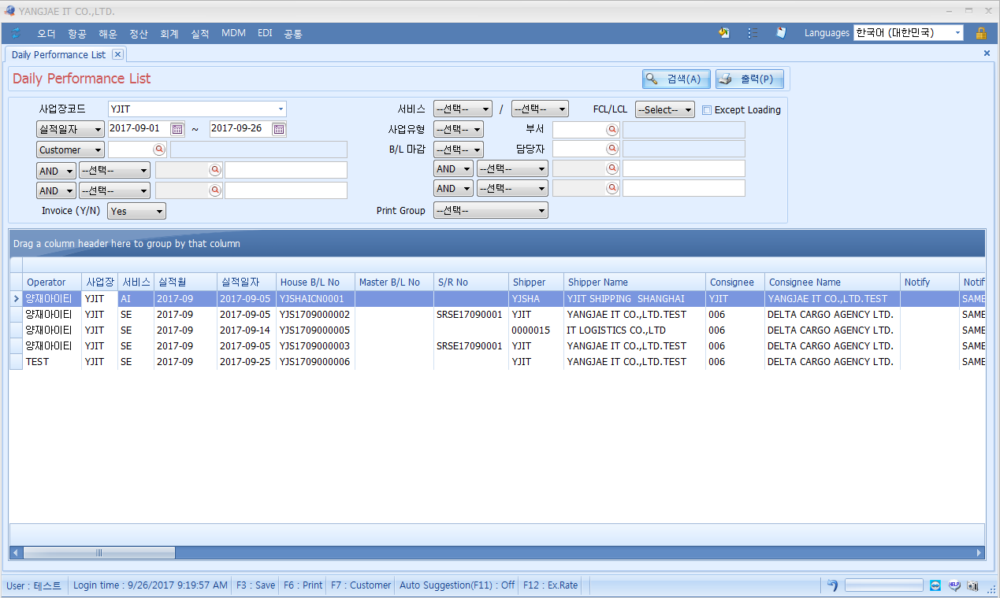 YANGJAE IT CO.,LTD.
오더 항공 해운 정산 회계 실적 MDM EDI 공통 Languages 한국어 (대한민국)
Daily Performance List
Daily Performance List 검색(A) 출력(P)
사업장코드 YJIT 서비스 --선택-- / --선택-- FCL/LCL --Select-- Except Loading
실적일자 2017-09-01 ~ 2017-09-26 사업유형 --선택-- 부서
Customer B/L 마감 --선택-- 담당자
AND --선택-- AND --선택--
AND --선택-- AND --선택--
Invoice (Y/N) Yes Print Group --선택--
Drag a column header here to group by that column
Operator 사업장 서비스 실적월 실적일자 House B/L No Master B/L No S/R No Shipper Shipper Name Consignee Consignee Name Notify Notif
양재아이티 YJIT AI 2017-09 2017-09-05 YJSHAICN0001 YJSHA YJIT SHIPPING SHANGHAI YJIT YANGJAE IT CO.,LTD.TEST SAME
양재아이티 YJIT SE 2017-09 2017-09-05 YJS1709000002 SRSE17090001 YJIT YANGJAE IT CO.,LTD.TEST 006 DELTA CARGO AGENCY LTD. SAME
양재아이티 YJIT SE 2017-09 2017-09-14 YJS1709000005 0000015 IT LOGISTICS CO.,LTD 006 DELTA CARGO AGENCY LTD. SAME
양재아이티 YJIT SE 2017-09 2017-09-05 YJS1709000003 SRSE17090001 YJIT YANGJAE IT CO.,LTD.TEST 006 DELTA CARGO AGENCY LTD. SAME
TEST YJIT SE 2017-09 2017-09-25 YJS1709000006 YJIT YANGJAE IT CO.,LTD.TEST 006 DELTA CARGO AGENCY LTD. SAME
User : 테스트 Login time : 9/26/2017 9:19:57 AM F3 : Save F6 : Print F7 : Customer Auto Suggestion(F11) : Off F12 : Ex.Rate HELP